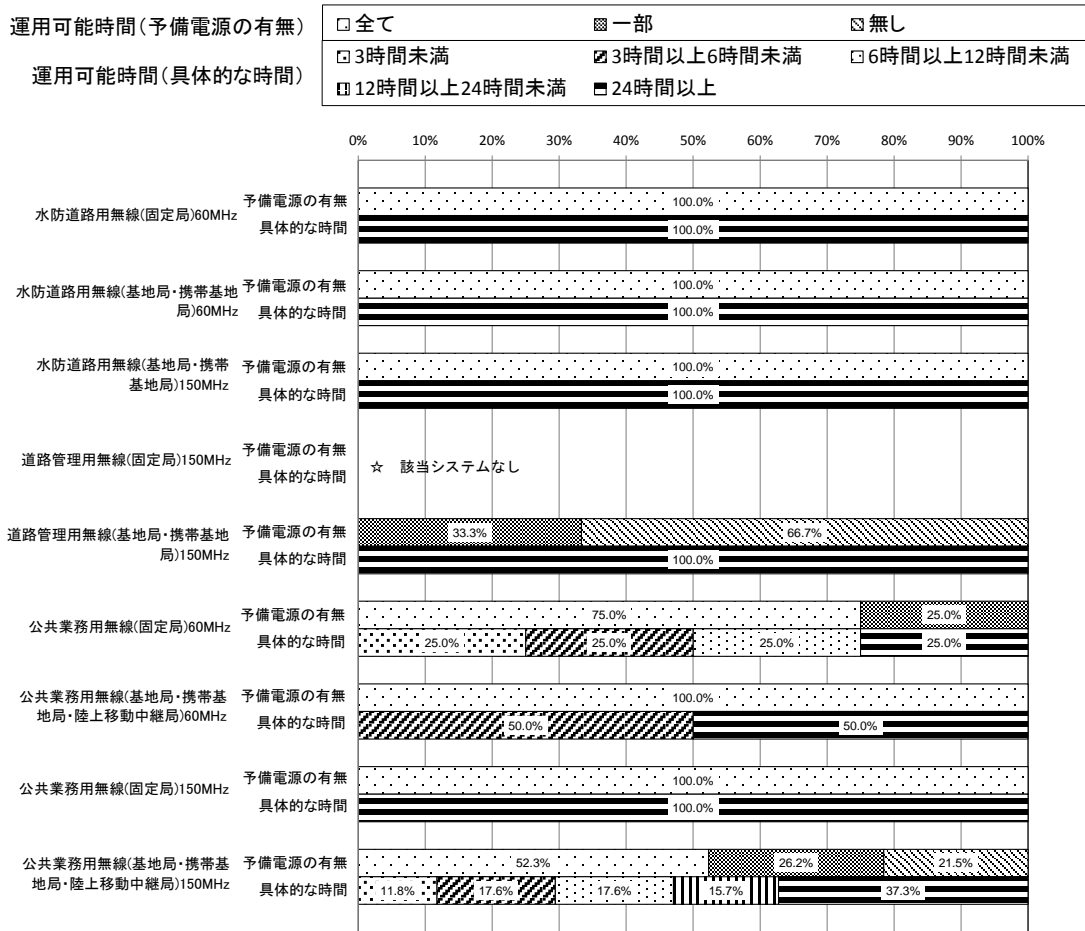 運用可能時間(予備電源の有無)
全て 一部 無し
運用可能時間(具体的な時間)
3時間未満 3時間以上6時間未満 6時間以上12時間未満
12時間以上24時間未満 24時間以上
0% 10% 20% 30% 40% 50% 60% 70% 80% 90% 100%
水防道路用無線(固定局)60MHz
予備電源の有無
100.0%
具体的な時間
100.0%
水防道路用無線(基地局・携帯基地
局)60MHz
予備電源の有無
100.0%
具体的な時間
100.0%
水防道路用無線(基地局・携帯
基地局)150MHz
予備電源の有無
100.0%
具体的な時間
100.0%
道路管理用無線(固定局)150MHz
予備電源の有無
具体的な時間
☆ 該当システムなし
道路管理用無線(基地局・携帯基地
局)150MHz
予備電源の有無
33.3% 66.7%
具体的な時間
100.0%
公共業務用無線(固定局)60MHz
予備電源の有無
75.0% 25.0%
具体的な時間
25.0% 25.0% 25.0% 25.0%
公共業務用無線(基地局・携帯基
地局・陸上移動中継局)60MHz
予備電源の有無
100.0%
具体的な時間
50.0% 50.0%
公共業務用無線(固定局)150MHz
予備電源の有無
100.0%
具体的な時間
100.0%
公共業務用無線(基地局・携帯基
地局・陸上移動中継局)150MHz
予備電源の有無
52.3% 26.2% 21.5%
具体的な時間
11.8% 17.6% 17.6% 15.7% 37.3%